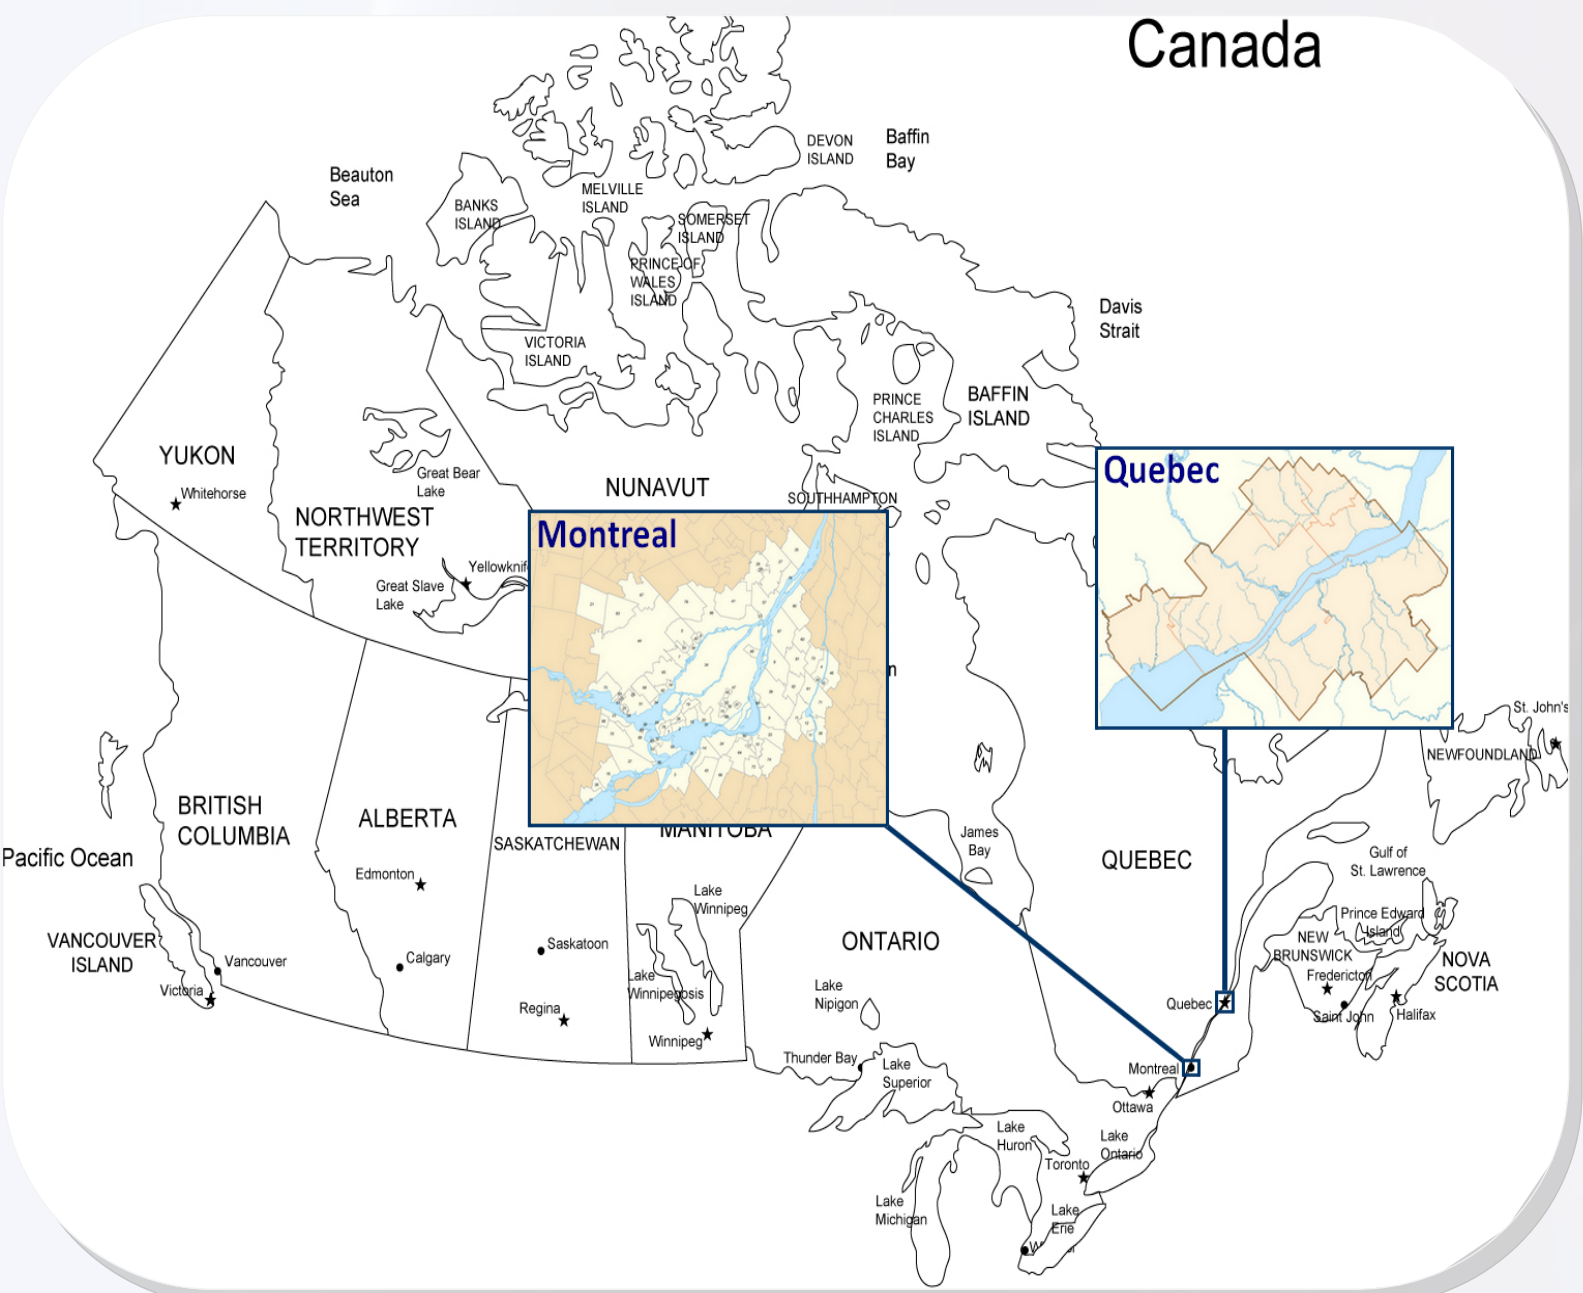 Canada
DEVON
ISLAND
Baffin
Bay
Beauton
Sea
MELVILLE
ISLAND
BANKS
ISLAND
SOMERSET
ISLAND
PRINCE-OF
WALES
ISLAND
Davis
Strait
VICTORIA
ISLAND
PRINCE
CHARLES
ISLAND
BAFFIN
ISLAND
YUKON
Whitehorse
Great Bear
Lake
NUNAVUT
SOUTHHAMPTON
Quebec
NORTHWEST
TERRITORY
Montreal
Yellowknif
Great Slave
Lake
n
St. John's
NEWFOUNDLAND
BRITISH
COLUMBIA
ALBERTA
MANITOBA
SASKATCHEWAN
James
Bay
QUEBEC
Gulf of
St. Lawrence
Pacific Ocean
Edmonton
Lake
Winnipeg
Prince Edward
Island
VANCOUVER
ISLAND
Vancouver
Calgary
Saskatoon
ONTARIO
NEW
BRUNSWICK
Fredericton
NOVA
SCOTIA
Victoria
Lake
Winnipegosis
Lake
Nipigon
Quebec
Saint John
Halifax
Regina
Winnipeg
Thunder Bay
Lake
Superior
Montreal
Ottawa
Lake
Huron
Lake
Ontario
Toronto
Lake
Michigan
Lake
Erie